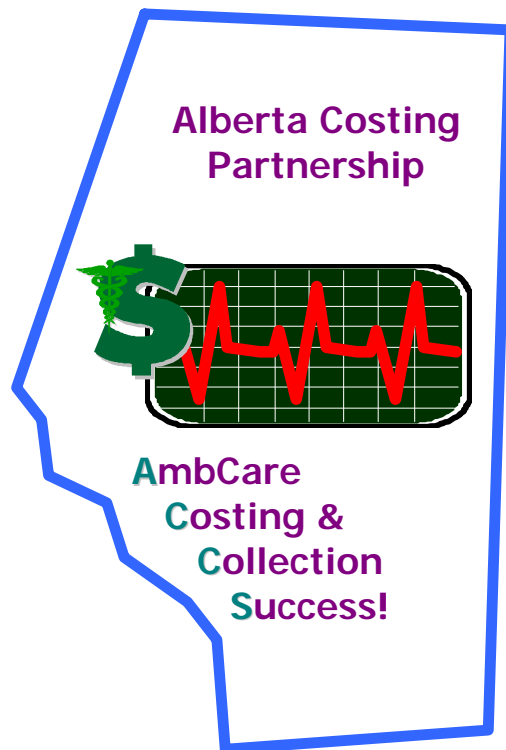 Alberta Costing
Partnership
$
AmbCare
Costing &
Collection
Success!